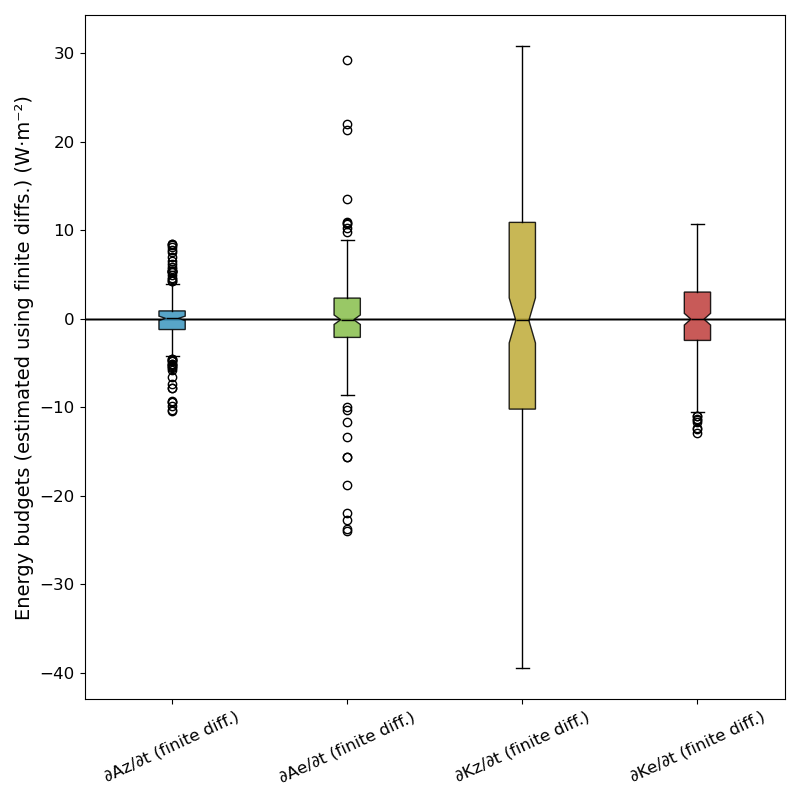 Energy budgets (estimated using finite diffs.) (W·m⁻²)
30
20
10
0
−10
−20
−30
−40
∂Az/∂t (finite diff.)
∂Ae/∂t (finite diff.)
∂Kz/∂t (finite diff.)
∂Ke/∂t (finite diff.)